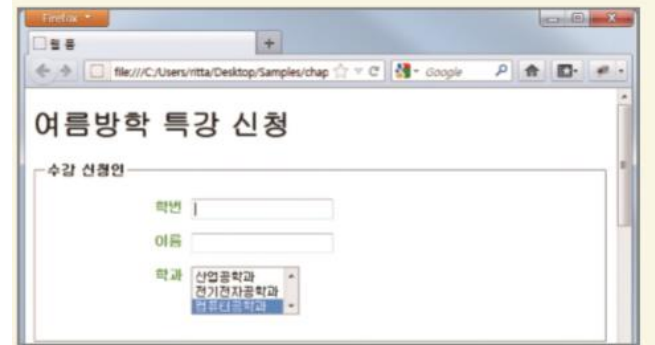 Firefox
웹 폼
file:///C:/Users/ritta/Desktop/Samples/chap
Google
여름방학 특강 신청
수강 신청인
학번
이름
학과
산업공학과
전기전자공학과
컴퓨터공학과